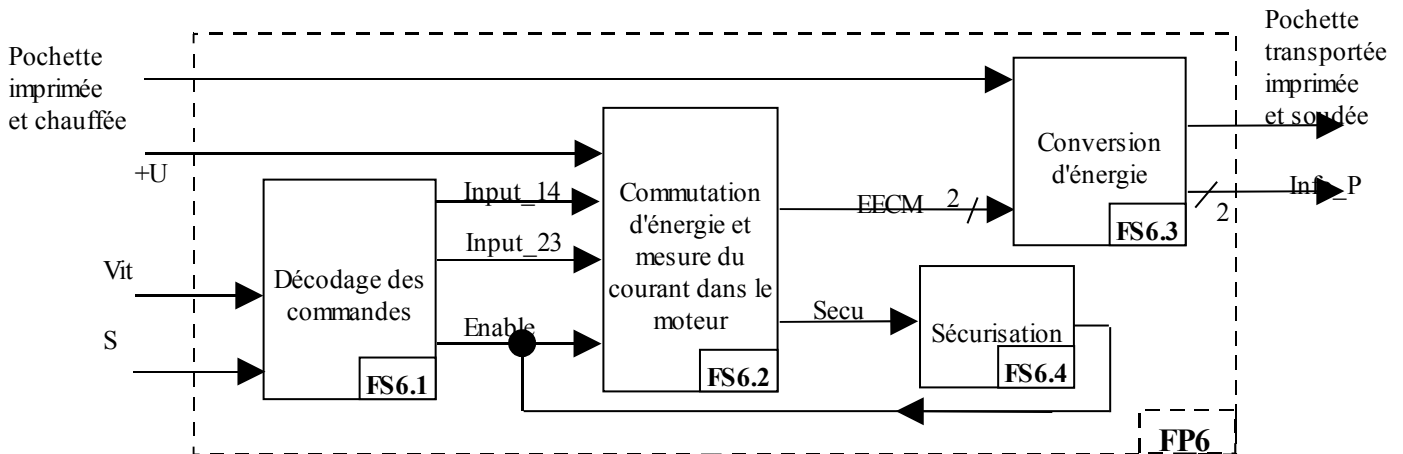 Pochette
imprimée
et chauffée
+U
Vit
S
Décodage des
commandes
FS6.1
Input_14
Input_23
Enable
Commutation
d'énergie et
mesure du
courant dans le
moteur
FS6.2
EECM
2
Secu
Sécurisation
FS6.4
Conversion
d'énergie
FS6.3
Pochette
transportée
imprimée
et soudée
Info_P
2
FP6